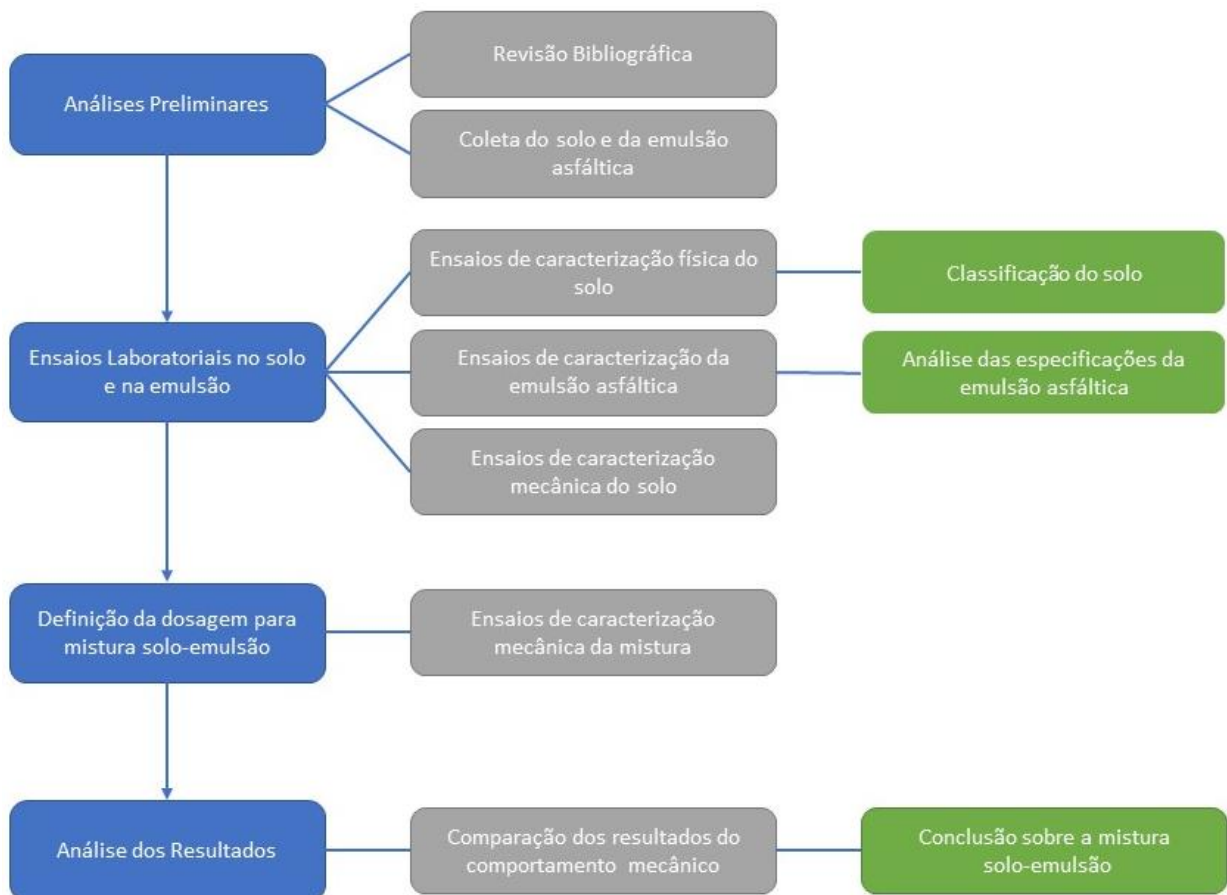 Análises Preliminares
Revisão Bibliográfica
Coleta do solo e da emulsão
asfáltica
Ensaios Laboratoriais no solo
e na emulsão
Ensaios de caracterização física do
solo
Classificação do solo
Ensaios de caracterização da
emulsão asfáltica
Análise das especificações da
emulsão asfáltica
Ensaios de caracterização
mecânica do solo
Definição da dosagem para
mistura solo-emulsão
Ensaios de caracterização
mecânica da mistura
Análise dos Resultados
Comparação dos resultados do
comportamento mecânico
Conclusão sobre a mistura
solo-emulsão